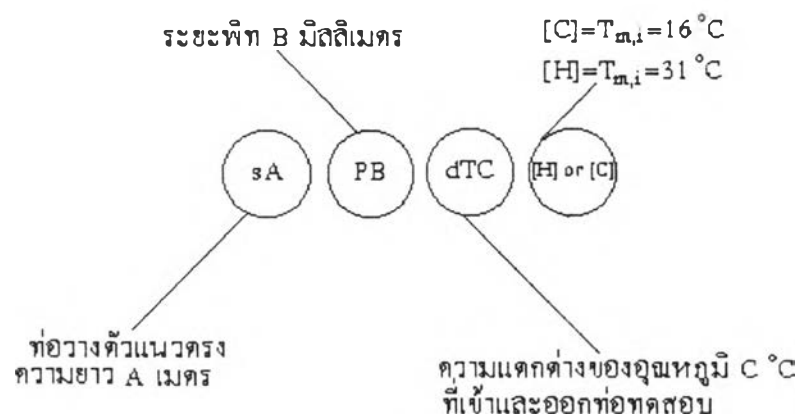 ระยะพิท B มิลลิเมตร
[C]=Tm,i=16 °C
[H]=Tm,i=31 °C
sA
PB
dTC
[H] or [C]
ท่อวางตัวแนวตรง
ความยาว A เมตร
ความแตกต่างของอุณหภูมิ C °C
ที่เข้าและออกท่อทดสอบ